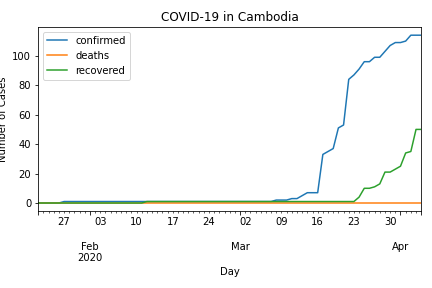 COVID-19 in Cambodia
confirmed
deaths
recovered
Number of Cases
100
80
60
40
20
0
27 03 10 17 24 02 09 16 23 30
Feb Mar Apr
2020
Day